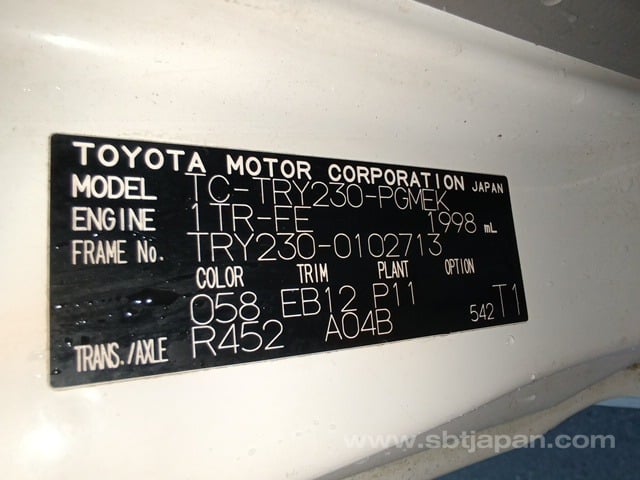 TOYOTA MOTOR CORPORATION JAPAN
MODEL TC-TRY230-PGMEK
ENGINE 1TR-FE 1998 mL
FRAME No. TRY230-0102713
COLOR TRIM PLANT OPTION
058 EB12 P11
TRANS./AXLE R452 A04B 542 T1
www.sbtjapan.com